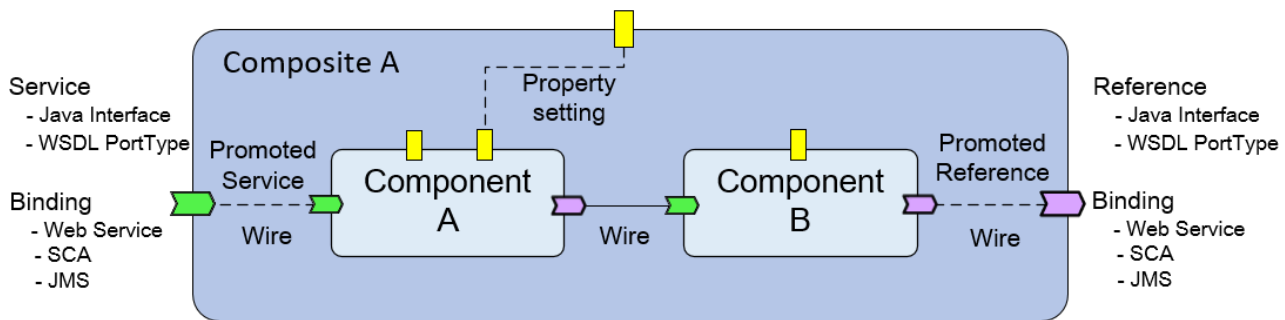 Composite A
Property
setting
Service
- Java Interface
- WSDL PortType
Binding
- Web Service
- SCA
- JMS
Promoted
Service
Wire
Component
A
Wire
Component
B
Promoted
Reference
Wire
Reference
- Java Interface
- WSDL PortType
Binding
- Web Service
- SCA
- JMS